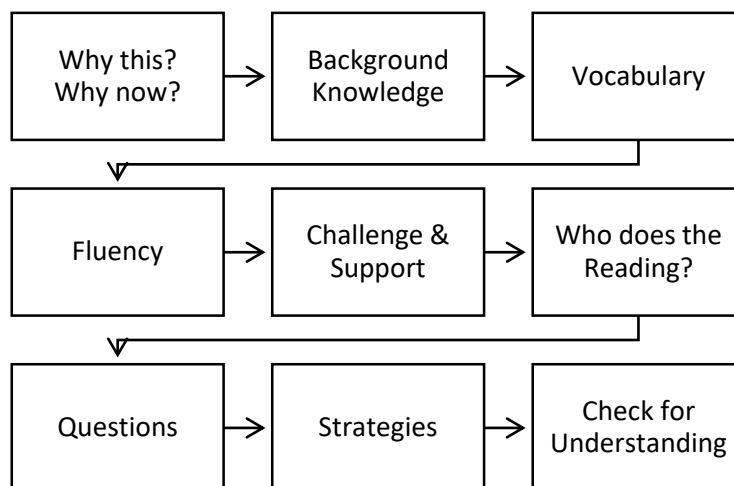 Why this?
Why now?
Background
Knowledge
Vocabulary
Fluency
Challenge &
Support
Who does the
Reading?
Questions
Strategies
Check for
Understanding